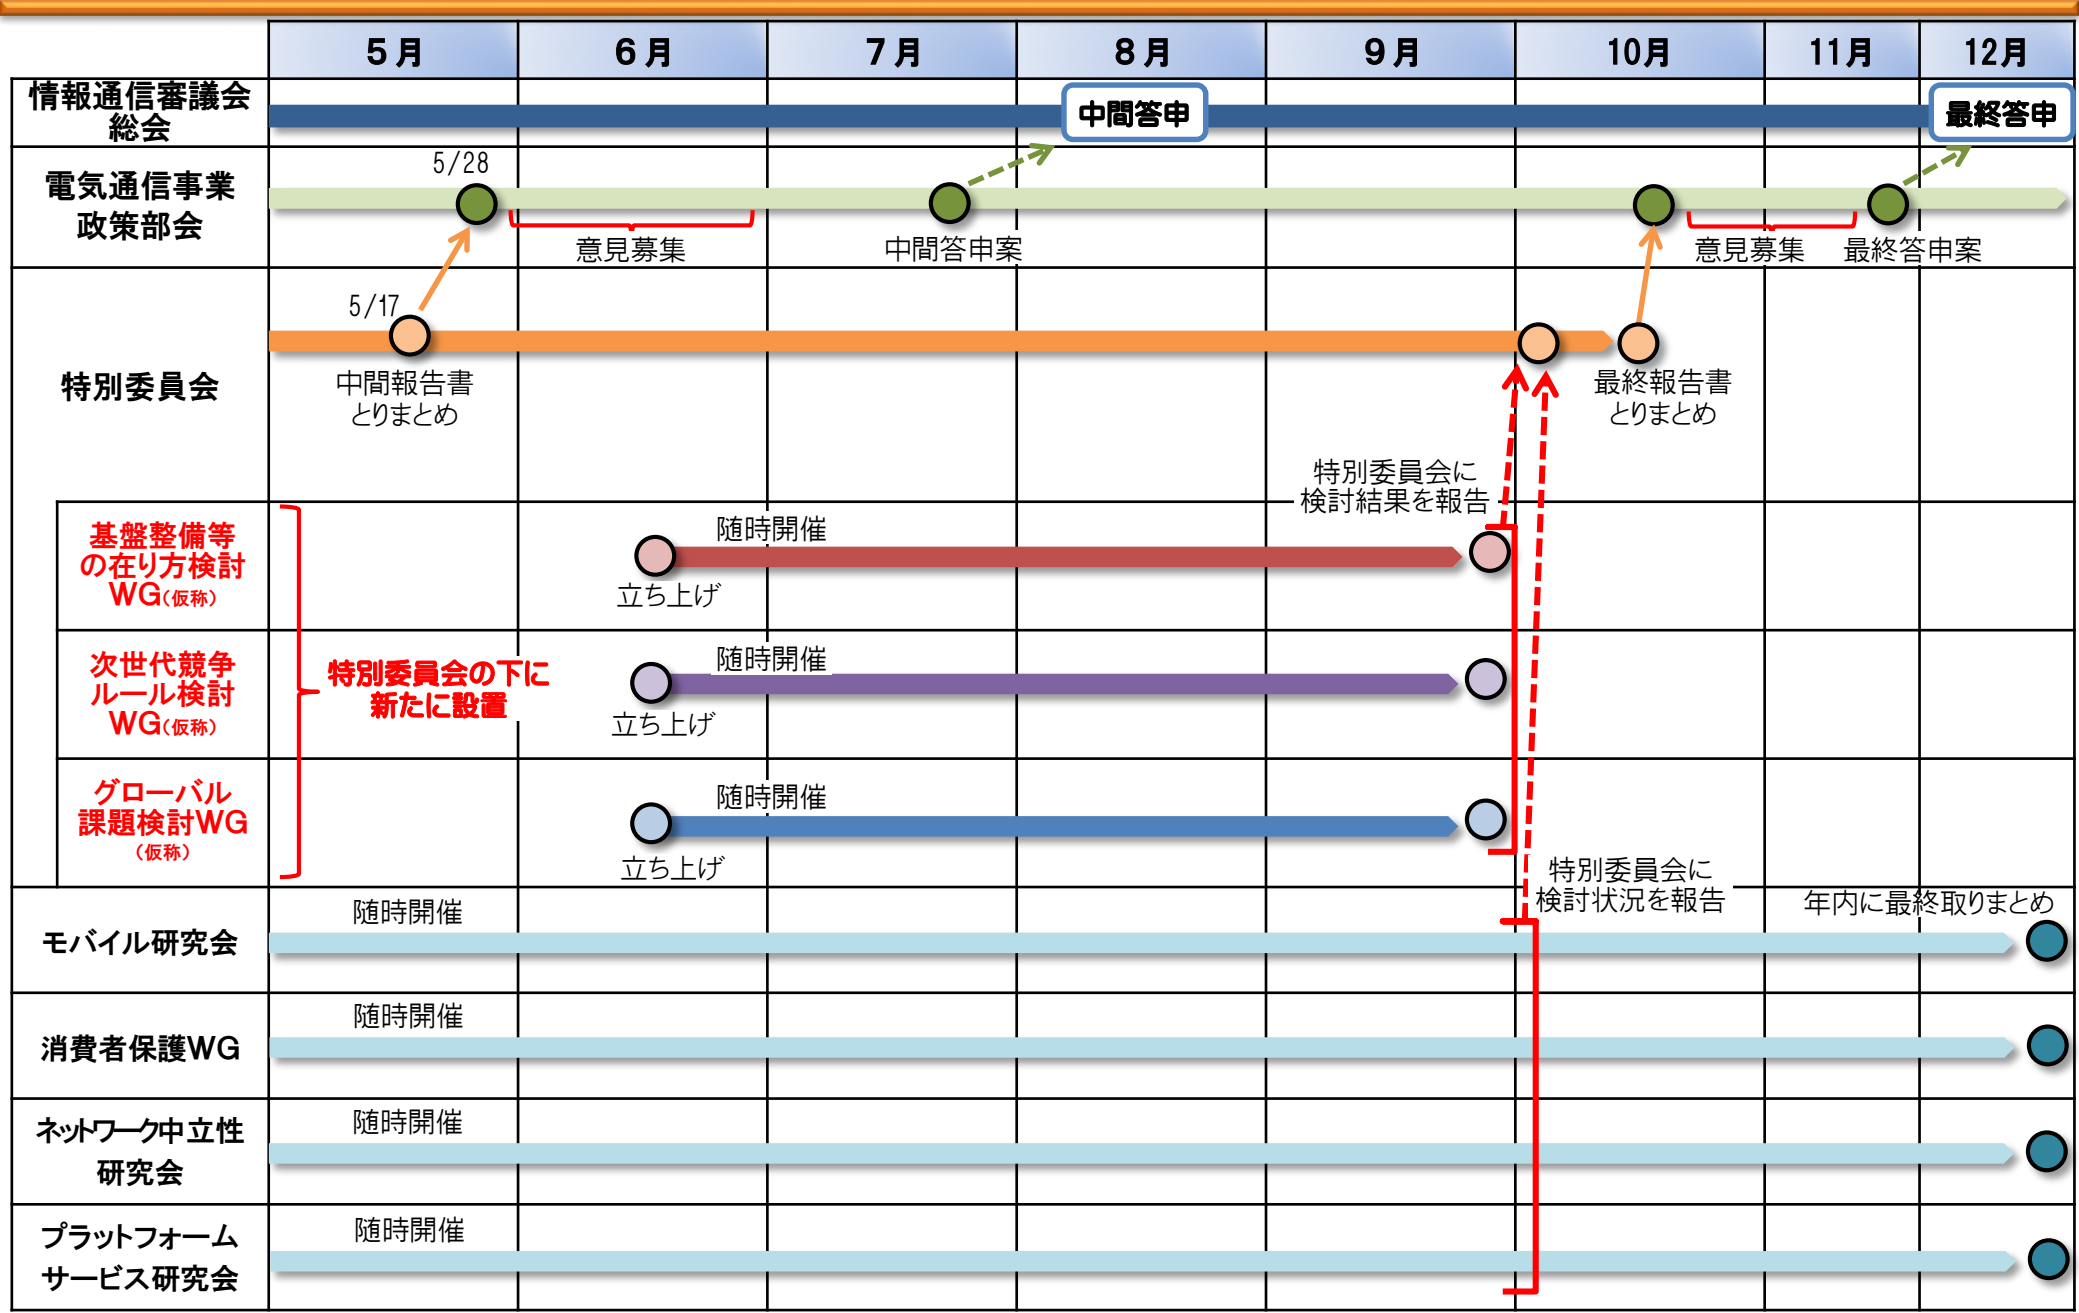 5月 6月 7月 8月 9月 10月 11月 12月
情報通信審議会
総会
中間答申
最終答申
電気通信事業
政策部会
5/28
意見募集
中間答申案
意見募集
最終答申案
特別委員会
5/17
中間報告書
とりまとめ
最終報告書
とりまとめ
特別委員会に
検討結果を報告
基盤整備等
の在り方検討
WG(仮称)
随時開催
立ち上げ
次世代競争
ルール検討
WG(仮称)
特別委員会の下に
新たに設置
随時開催
立ち上げ
グローバル
課題検討WG
(仮称)
随時開催
立ち上げ
特別委員会に
検討状況を報告
モバイル研究会
随時開催
年内に最終取りまとめ
消費者保護WG
随時開催
ネットワーク中立性
研究会
随時開催
プラットフォーム
サービス研究会
随時開催